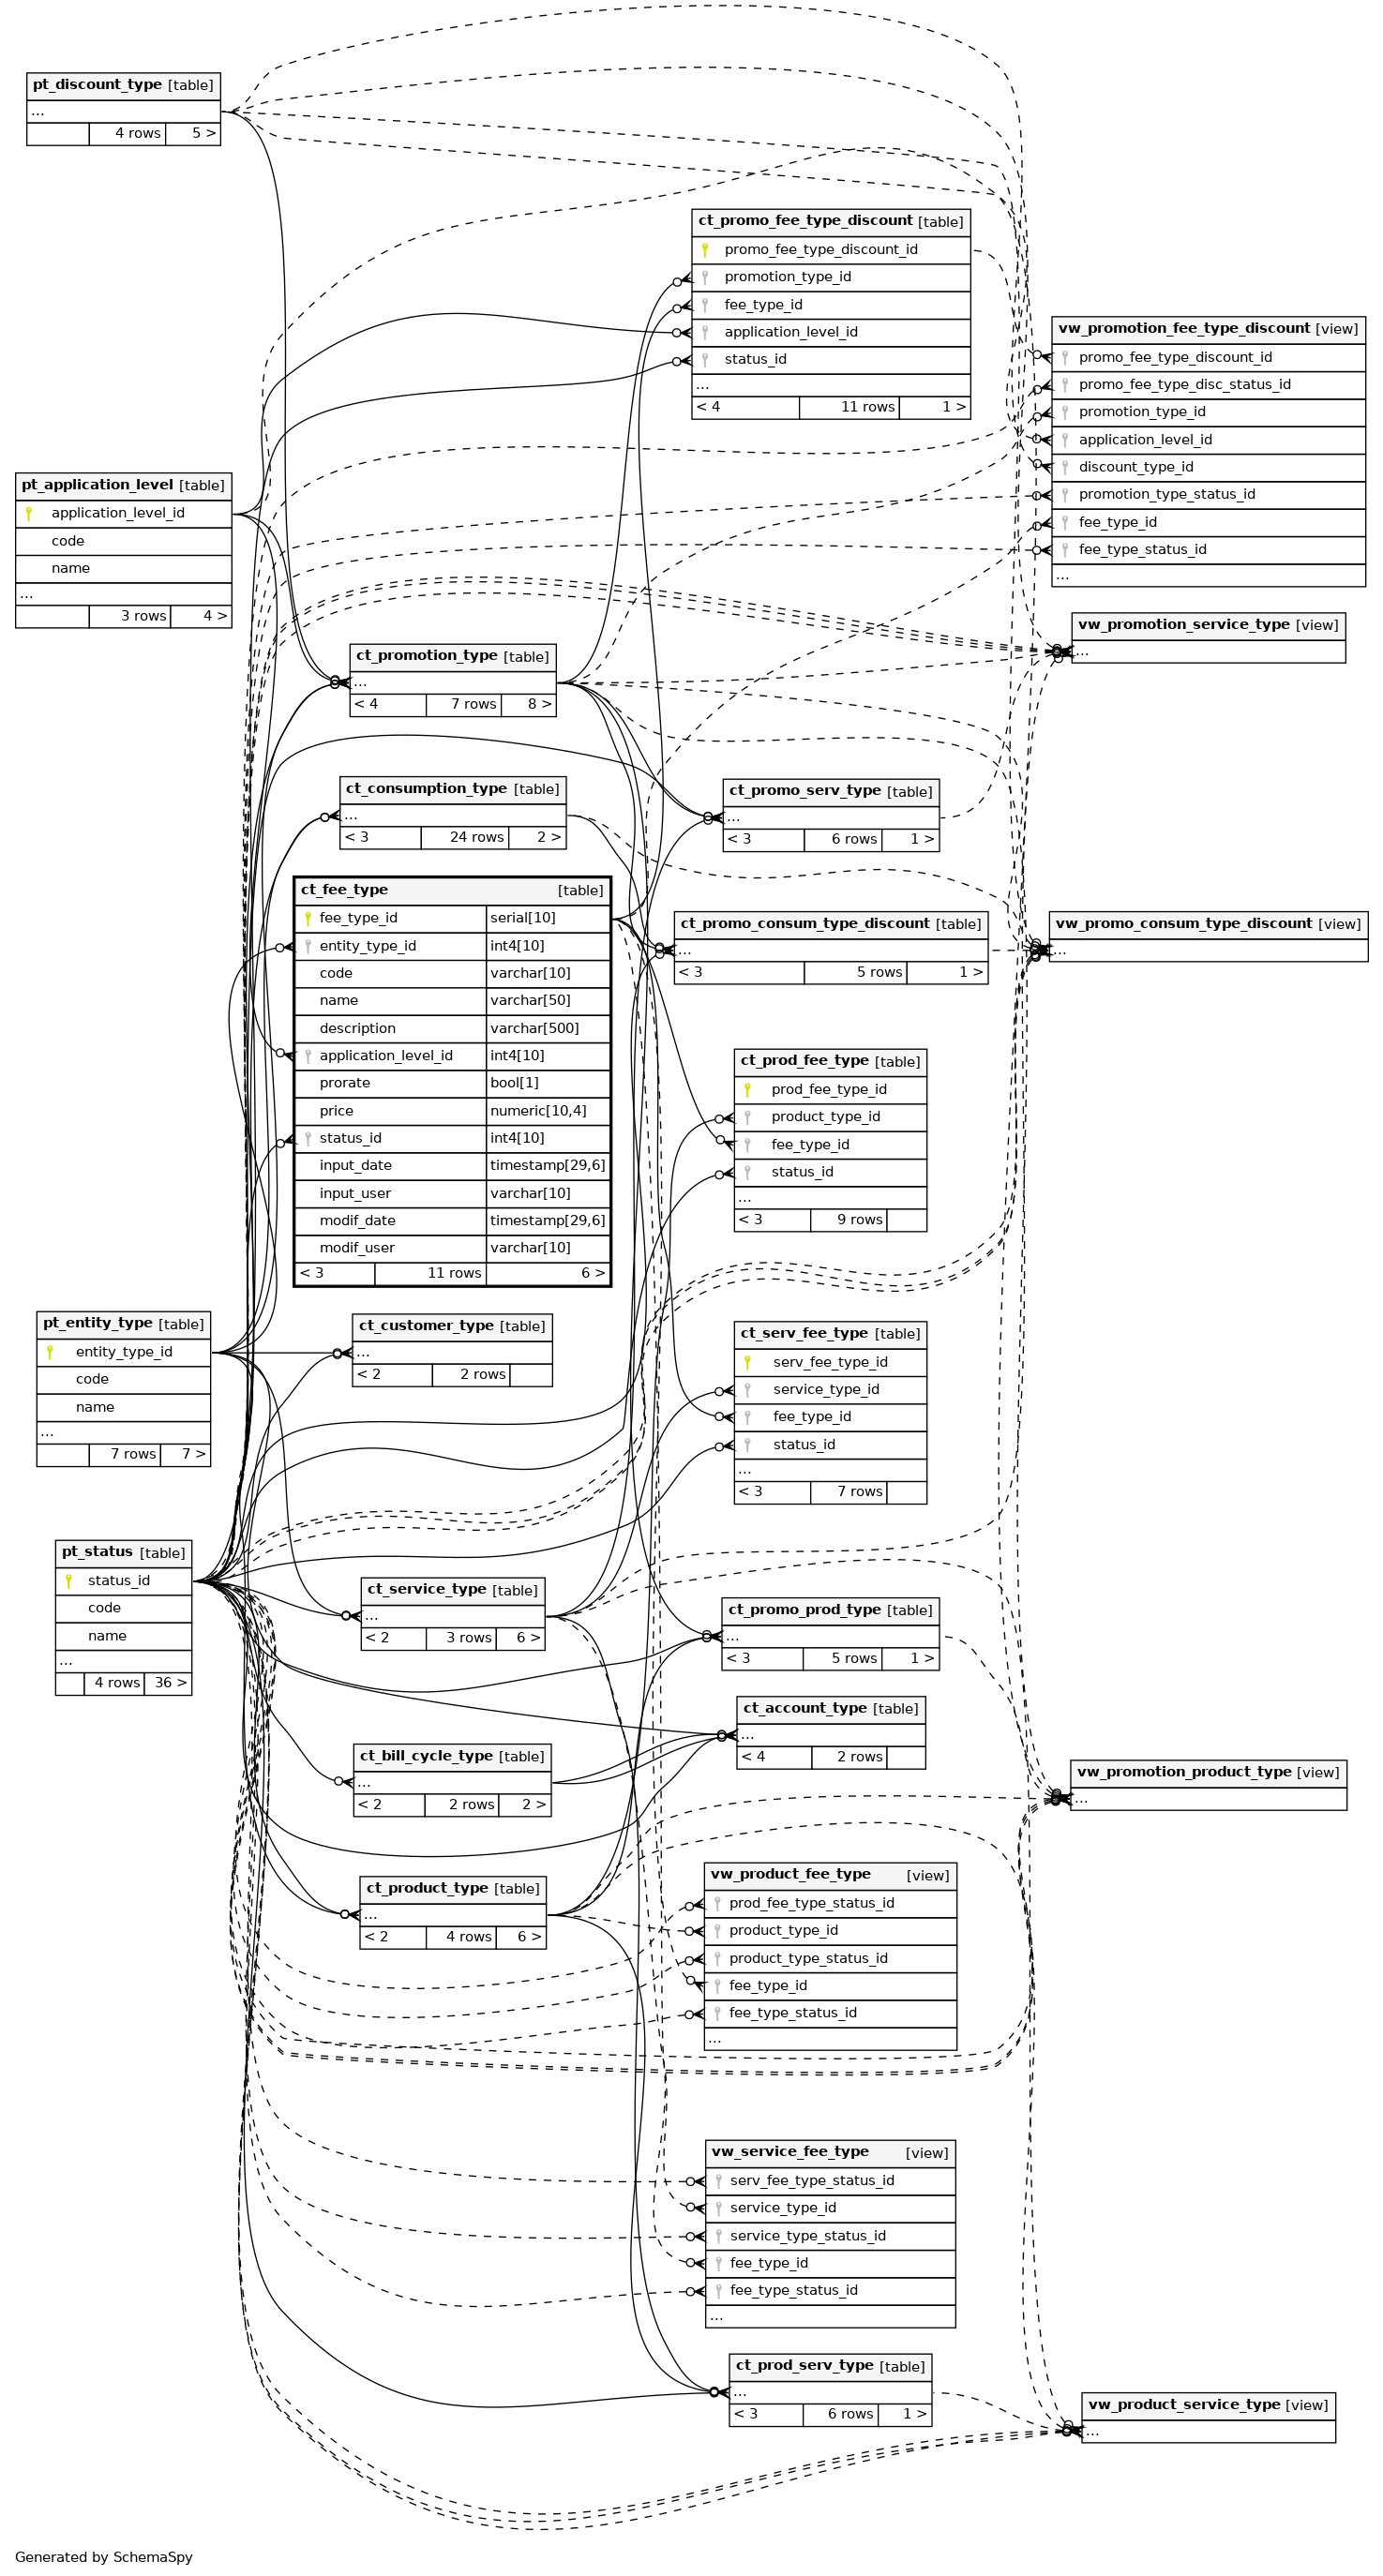 pt_discount_type [table]
...
4 rows 5 >
ct_promo_fee_type_discount [table]
promo_fee_type_discount_id
promotion_type_id
fee_type_id
application_level_id
status_id
...
< 4 11 rows 1 >
vw_promotion_fee_type_discount [view]
promo_fee_type_discount_id
promo_fee_type_disc_status_id
promotion_type_id
application_level_id
discount_type_id
promotion_type_status_id
fee_type_id
fee_type_status_id
...
pt_application_level [table]
application_level_id
code
name
...
3 rows 4 >
vw_promotion_service_type [view]
...
ct_promotion_type [table]
...
< 4 7 rows 8 >
ct_consumption_type [table]
...
< 3 24 rows 2 >
ct_promo_serv_type [table]
...
< 3 6 rows 1 >
ct_fee_type [table]
fee_type_id serial[10]
entity_type_id int4[10]
code varchar[10]
name varchar[50]
description varchar[500]
application_level_id int4[10]
prorate bool[1]
price numeric[10,4]
status_id int4[10]
input_date timestamp[29,6]
input_user varchar[10]
modif_date timestamp[29,6]
modif_user varchar[10]
< 3 11 rows 6 >
ct_promo_consum_type_discount [table]
...
< 3 5 rows 1 >
vw_promo_consum_type_discount [view]
...
ct_prod_fee_type [table]
prod_fee_type_id
product_type_id
fee_type_id
status_id
...
< 3 9 rows
pt_entity_type [table]
entity_type_id
code
name
...
7 rows 7 >
ct_customer_type [table]
...
< 2 2 rows
ct_serv_fee_type [table]
serv_fee_type_id
service_type_id
fee_type_id
status_id
...
< 3 7 rows
pt_status [table]
status_id
code
name
...
4 rows 36 >
ct_service_type [table]
...
< 2 3 rows 6 >
ct_promo_prod_type [table]
...
< 3 5 rows 1 >
ct_account_type [table]
...
< 4 2 rows
ct_bill_cycle_type [table]
...
< 2 2 rows 2 >
vw_promotion_product_type [view]
...
ct_product_type [table]
...
< 2 4 rows 6 >
vw_product_fee_type [view]
prod_fee_type_status_id
product_type_id
product_type_status_id
fee_type_id
fee_type_status_id
...
vw_service_fee_type [view]
serv_fee_type_status_id
service_type_id
service_type_status_id
fee_type_id
fee_type_status_id
...
ct_prod_serv_type [table]
...
< 3 6 rows 1 >
vw_product_service_type [view]
...
Generated by SchemaSpy